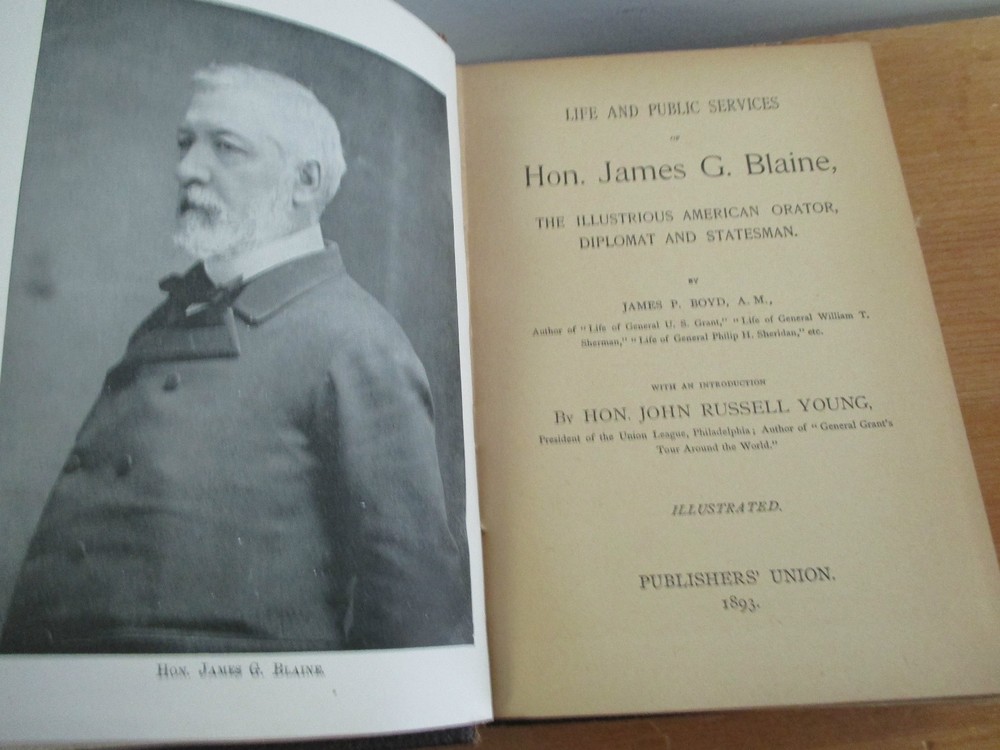 HON. JAMES G. BLAINE.
LIFE AND PUBLIC SERVICES
OF
Hon. James G. Blaine,
THE ILLUSTRIOUS AMERICAN ORATOR,
DIPLOMAT AND STATESMAN.
BY
JAMES P. BOYD, A. M.,
Author of "Life of General U. S. Grant," "Life of General William T.
Sherman," "Life of General Philip H. Sheridan," etc.
WITH AN INTRODUCTION
BY HON. JOHN RUSSELL YOUNG,
President of the Union League, Philadelphia; Author of "General Grant's
Tour Around the World."
ILLUSTRATED.
PUBLISHERS' UNION.
1893.